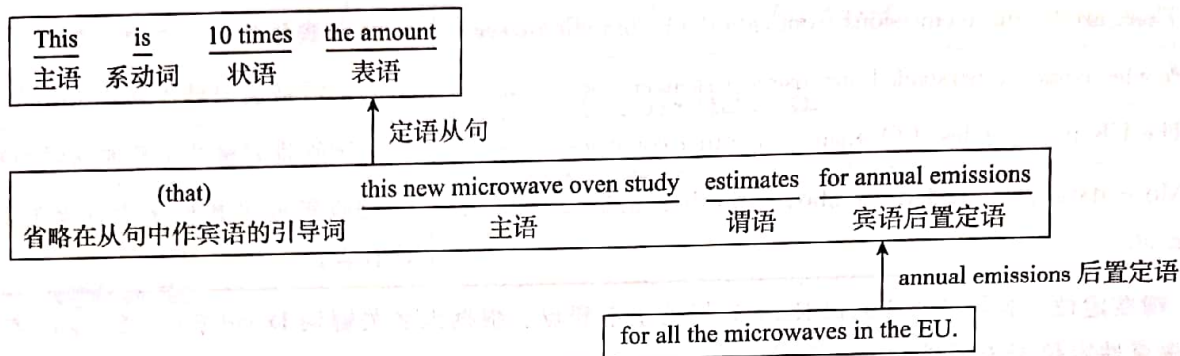 This is 10 times the amount
主语 系动词 状语 表语
定语从句
(that) this new microwave oven study estimates for annual emissions
省略在从句中作宾语的引导词 主语 谓语 宾语后置定语
annual emissions 后置定语
for all the microwaves in the EU.